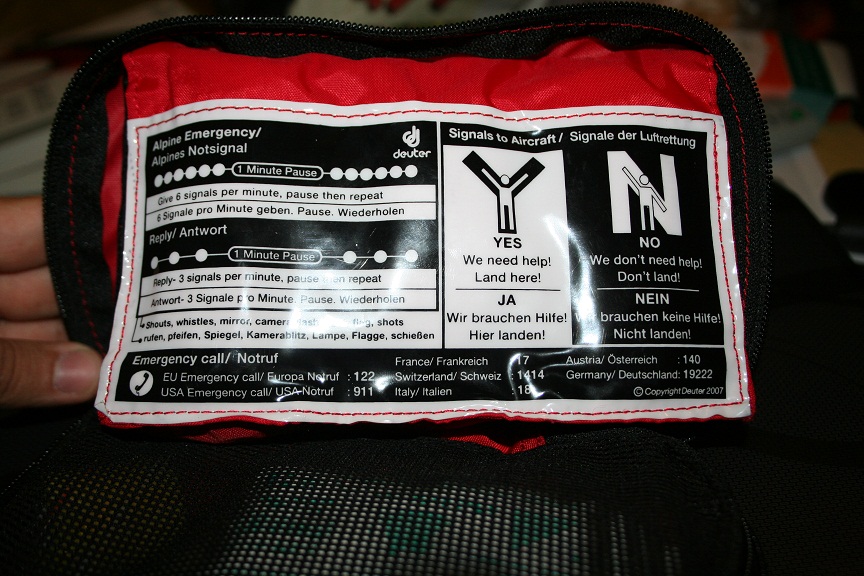 Alpine Emergency/
Alpines Notsignal
deuter
1 Minute Pause
Give 6 signals per minute, pause then repeat
6 Signale pro Minute geben. Pause. Wiederholen
Reply/ Antwort
1 Minute Pause
Reply- 3 signals per minute, pause then repeat
Antwort- 3 Signale pro Minute. Pause. Wiederholen
Shouts, whistles, mirror, camera shots
rufen, pfeifen, Spiegel, Kamerablitz, Lampe, Flagge, schießen
Signals to Aircraft / Signale der Luftrettung
YES
We need help!
Land here!
JA
Wir brauchen Hilfe!
Hier landen!
N
NO
We don't need help!
Don't land!
NEIN
Wir brauchen keine Hilfe!
Nicht landen!
Emergency call/ Notruf
EU Emergency call/ Europa Notruf : 122
USA Emergency call/ USA Notruf : 911
France/ Frankreich 17
Switzerland/ Schweiz : 1414
Italy/ Italien
Austria/ Österreich : 140
Germany/ Deutschland: 19222
© Copyright Deuter 2007